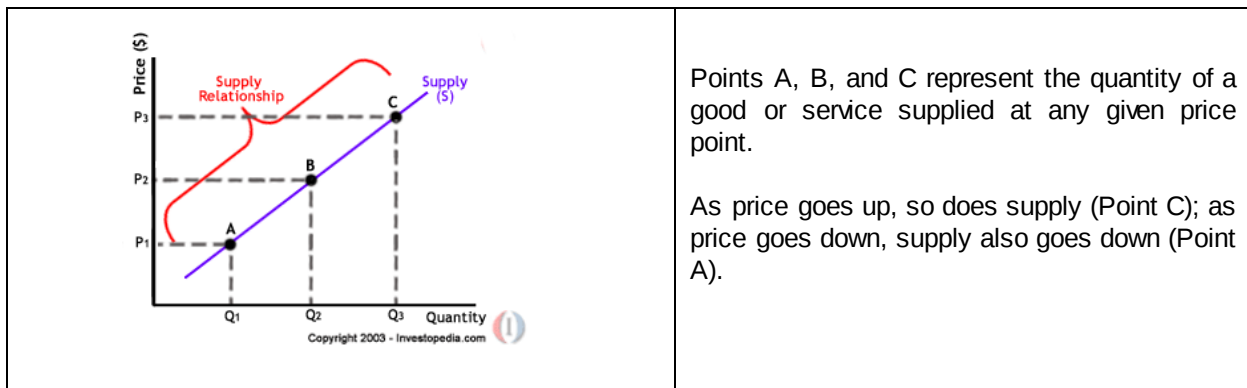 Price ($)
Supply
Relationship
Supply
(S)
C
P3
B
P2
A
P1
Q1 Q2 Q3 Quantity
Copyright 2003 - Investopedia.com
Points A, B, and C represent the quantity of a
good or service supplied at any given price
point.
As price goes up, so does supply (Point C); as
price goes down, supply also goes down (Point
A).